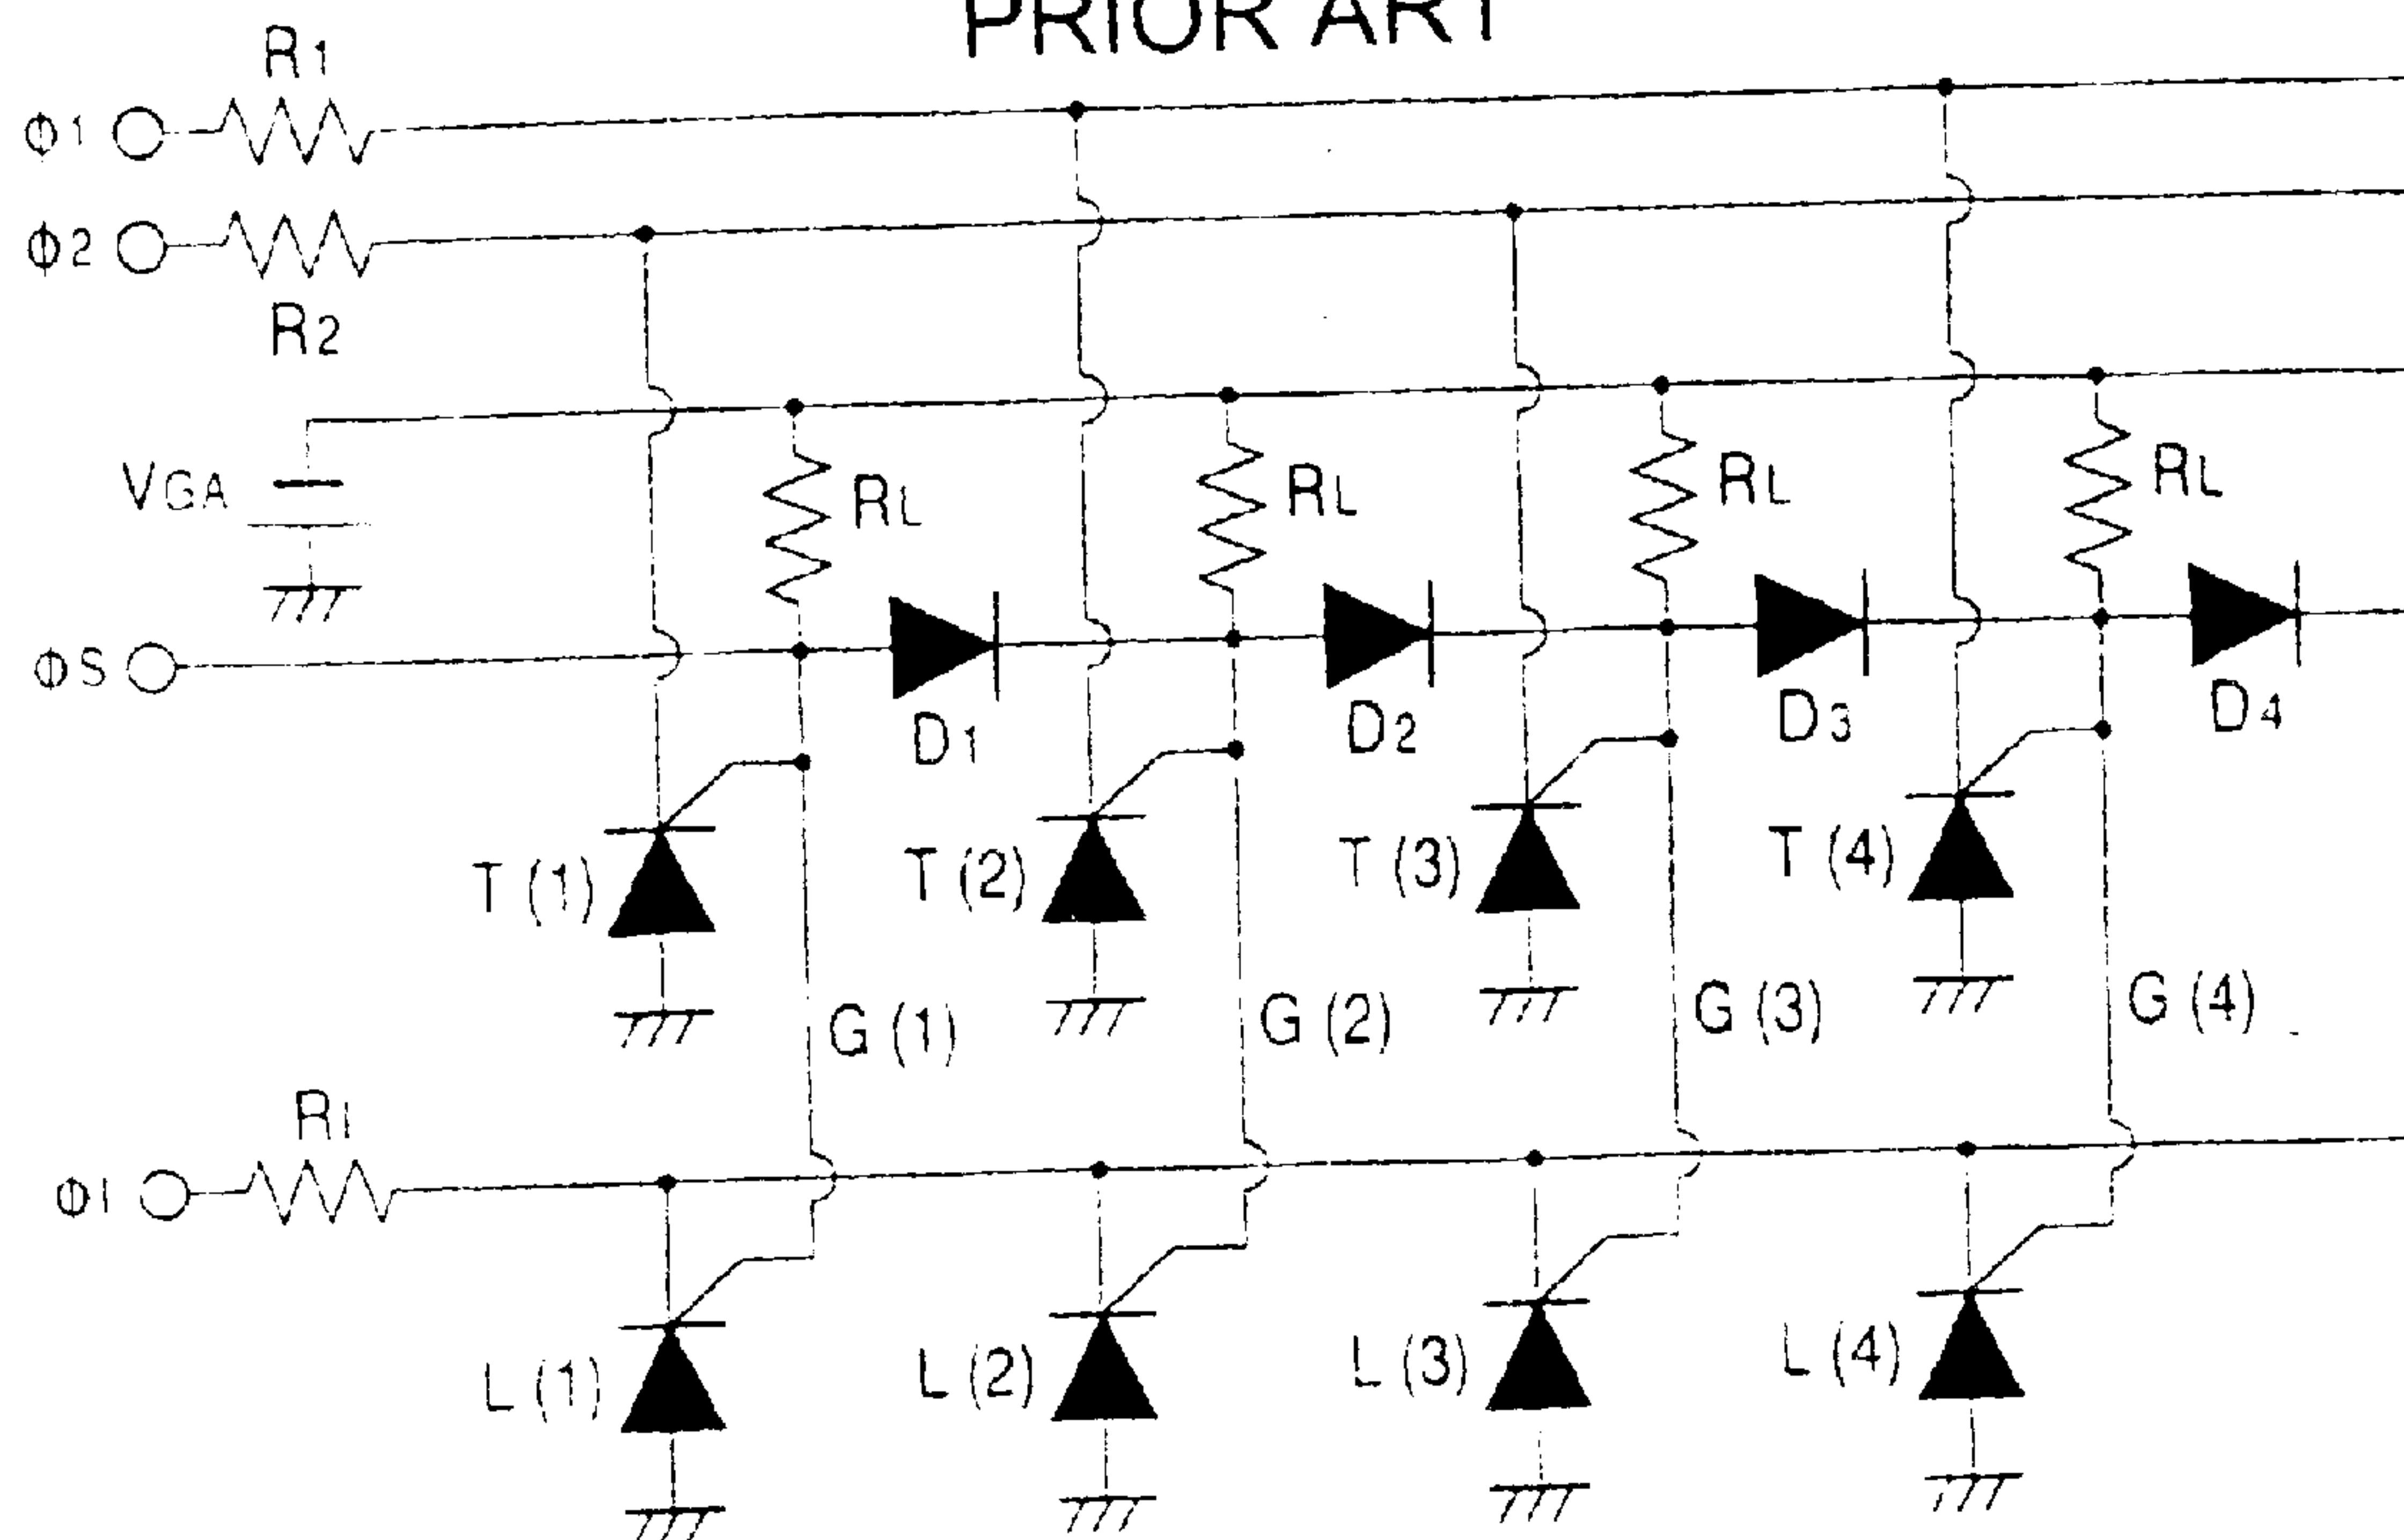 PRIOR ART
R1
Φ1
Φ2
R2
VGA
RL
RL
RL
RL
ΦS
D1
D2
D3
D4
T (1)
T (2)
T (3)
T (4)
G (1)
G (2)
G (3)
G (4)
RI
ΦI
L (1)
L (2)
L (3)
L (4)